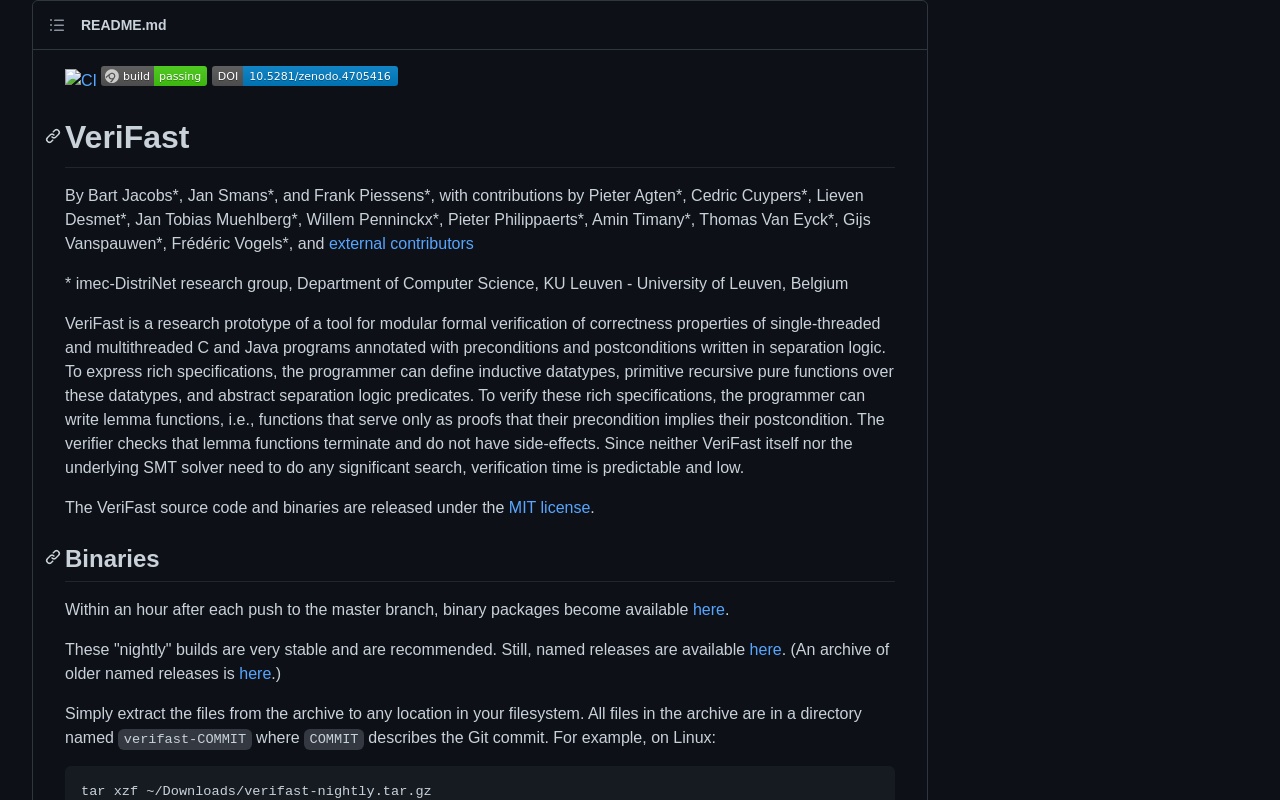 README.md
CI build passing DOI 10.5281/zenodo.4705416
VeriFast
By Bart Jacobs*, Jan Smans*, and Frank Piessens*, with contributions by Pieter Agten*, Cedric Cuypers*, Lieven
Desmet*, Jan Tobias Muehlberg*, Willem Penninckx*, Pieter Philippaerts*, Amin Timany*, Thomas Van Eyck*, Gijs
Vanspauwen*, Frédéric Vogels*, and external contributors
* imec-DistriNet research group, Department of Computer Science, KU Leuven - University of Leuven, Belgium
VeriFast is a research prototype of a tool for modular formal verification of correctness properties of single-threaded
and multithreaded C and Java programs annotated with preconditions and postconditions written in separation logic.
To express rich specifications, the programmer can define inductive datatypes, primitive recursive pure functions over
these datatypes, and abstract separation logic predicates. To verify these rich specifications, the programmer can
write lemma functions, i.e., functions that serve only as proofs that their precondition implies their postcondition. The
verifier checks that lemma functions terminate and do not have side-effects. Since neither VeriFast itself nor the
underlying SMT solver need to do any significant search, verification time is predictable and low.
The VeriFast source code and binaries are released under the MIT license.
Binaries
Within an hour after each push to the master branch, binary packages become available here.
These "nightly" builds are very stable and are recommended. Still, named releases are available here. (An archive of
older named releases is here.)
Simply extract the files from the archive to any location in your filesystem. All files in the archive are in a directory
named verifast-COMMIT where COMMIT describes the Git commit. For example, on Linux:
tar xzf ~/Downloads/verifast-nightly.tar.gz